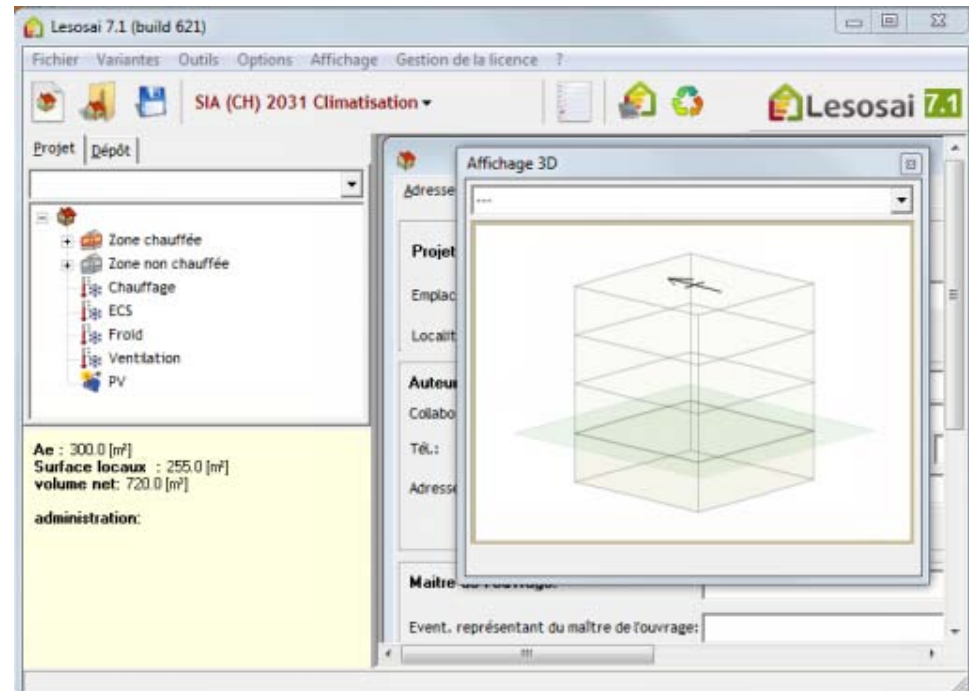 Lesosai 7.1 (build 621)
Fichier Variantes Outils Options Affichage Gestion de la licence ?
SIA (CH) 2031 Climatisation
Lesosai 7.1
Projet Dépôt
Zone chauffée
Zone non chauffée
Chauffage
ECS
Froid
Ventilation
PV
Ae : 300.0 [m²]
Surface locaux : 255.0 [m²]
volume net: 720.0 [m²]
administration:
Affichage 3D
---
Adresse
Projet
Emplac
Localit
Auteur
Collabo
Tél.:
Adresse
Maitre
Event. représentant du maître de l'ouvrage: